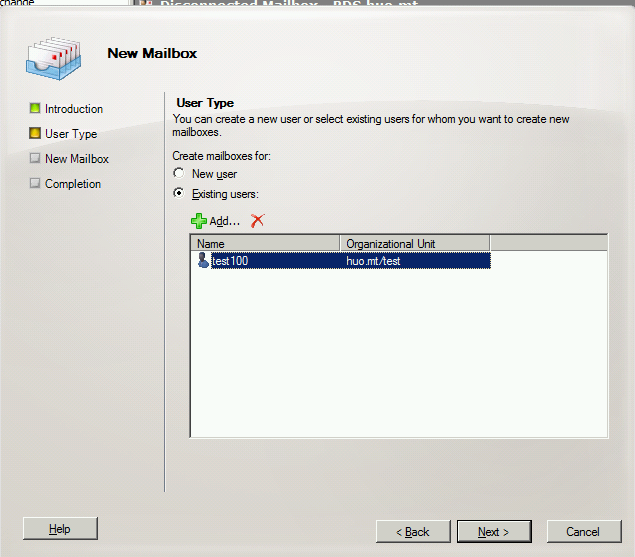 change
Disconnected Mailbox - RDS.huo.mt
New Mailbox
Introduction
User Type
New Mailbox
Completion
User Type
You can create a new user or select existing users for whom you want to create new
mailboxes.
Create mailboxes for:
New user
Existing users:
Add...
Name Organizational Unit
test100 huo.mt/test
Help
< Back
Next >
Cancel